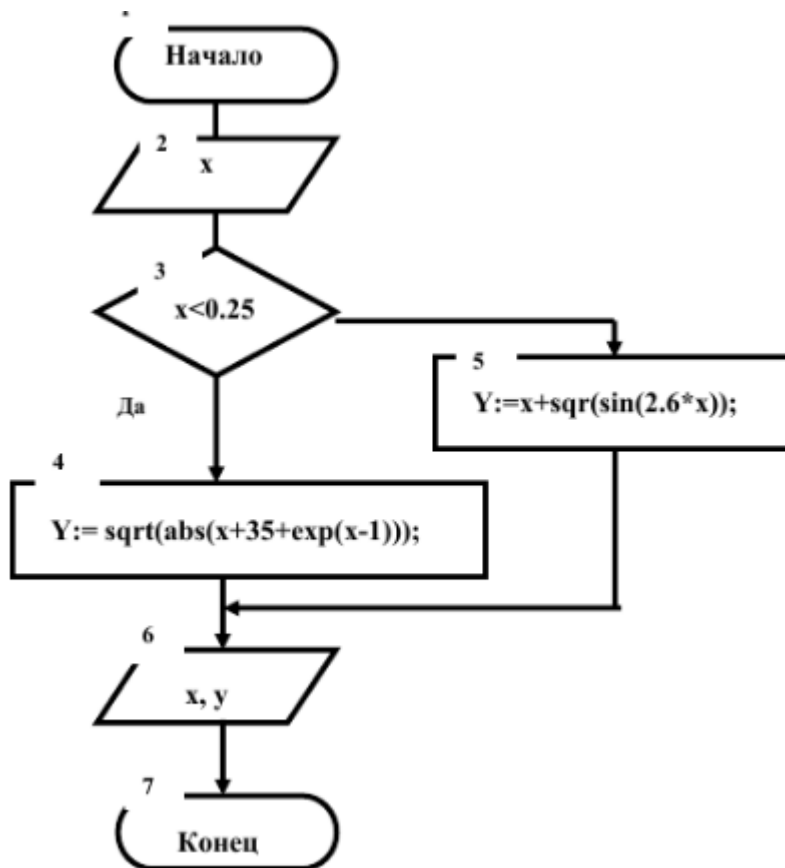 Начало
2
x
3
x<0.25
Да
5
Y:=x+sqr(sin(2.6*x));
4
Y:= sqrt(abs(x+35+exp(x-1)));
6
x, y
7
Конец